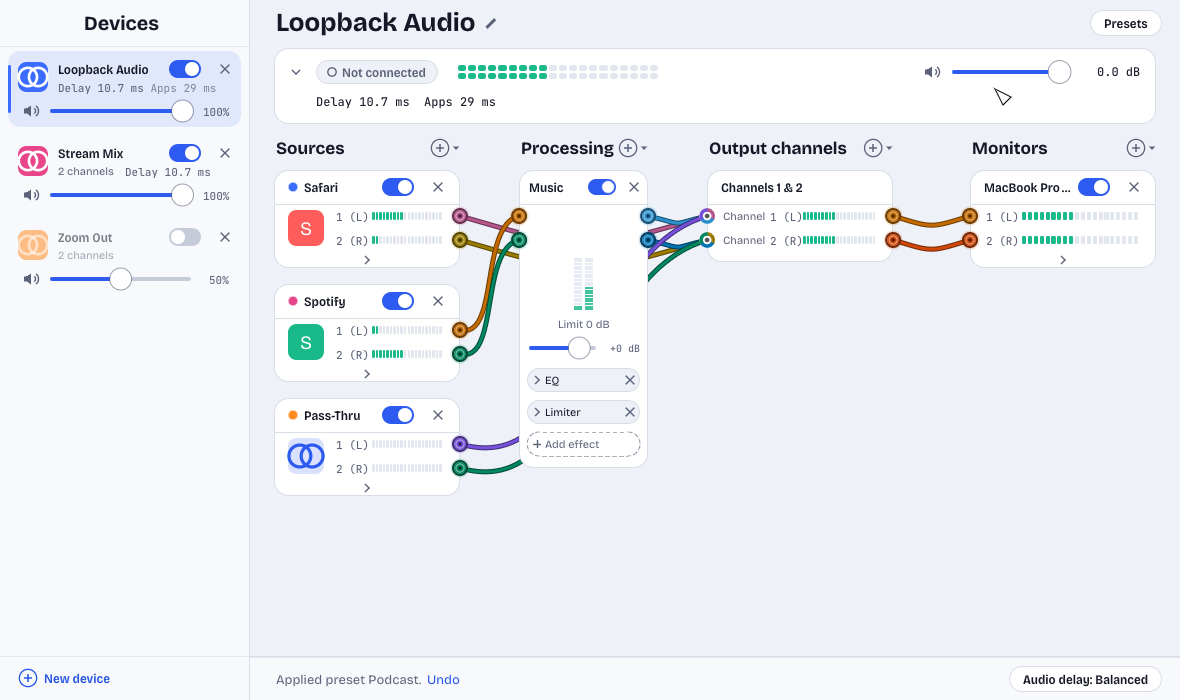 Devices
Loopback Audio
Delay 10.7 ms Apps 29 ms
100%
Stream Mix
2 channels Delay 10.7 ms
100%
Zoom Out
2 channels
50%
New device
Loopback Audio
Presets
Not connected
0.0 dB
Delay 10.7 ms Apps 29 ms
Sources
Processing
Output channels
Monitors
Safari
S
1 (L)
2 (R)
Spotify
S
1 (L)
2 (R)
Pass-Thru
1 (L)
2 (R)
Music
Limit 0 dB
+0 dB
EQ
Limiter
Add effect
Channels 1 & 2
Channel 1 (L)
Channel 2 (R)
MacBook Pro...
1 (L)
2 (R)
Applied preset Podcast. Undo
Audio delay: Balanced